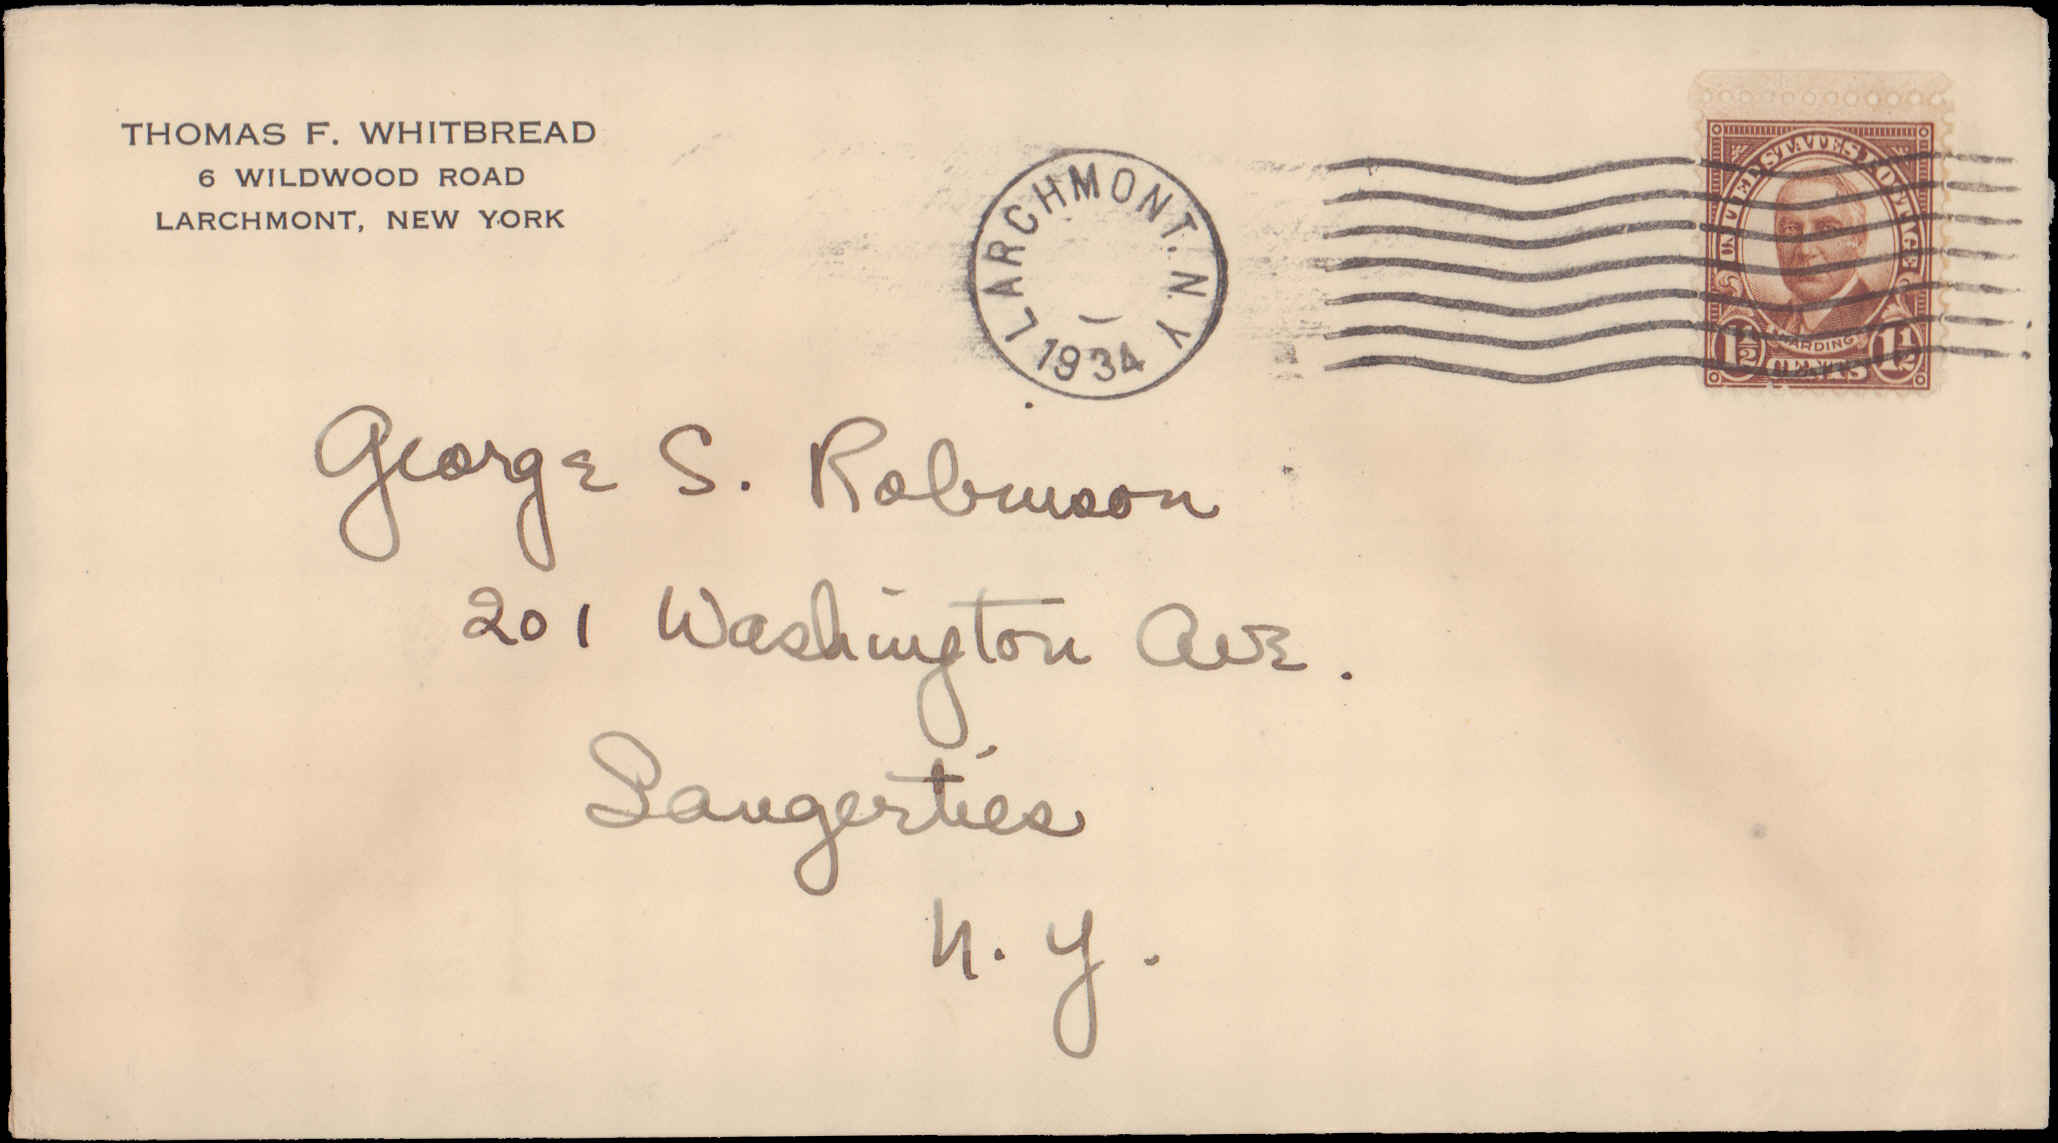 THOMAS F. WHITBREAD
6 WILDWOOD ROAD
LARCHMONT, NEW YORK
LARCHMONT. N. Y
1934
UNITED STATES POSTAGE
HARDING
1½ CENTS 1½
George S. Robinson
201 Washington Ave.
Saugerties
N. Y.